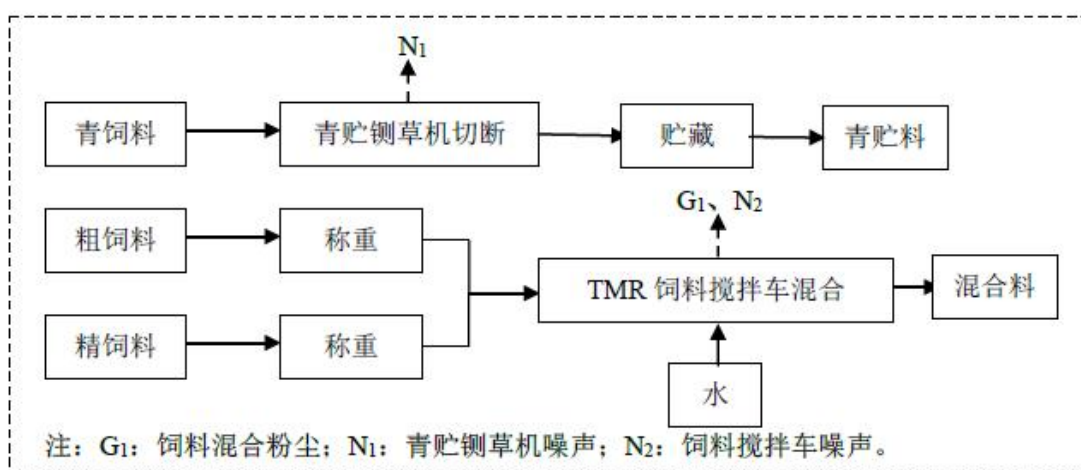 N₁
青饲料
青贮铡草机切断
贮藏
青贮料
G₁、N₂
粗饲料
称重
TMR 饲料搅拌车混合
混合料
精饲料
称重
水
注：G₁：饲料混合粉尘；N₁：青贮铡草机噪声；N₂：饲料搅拌车噪声。